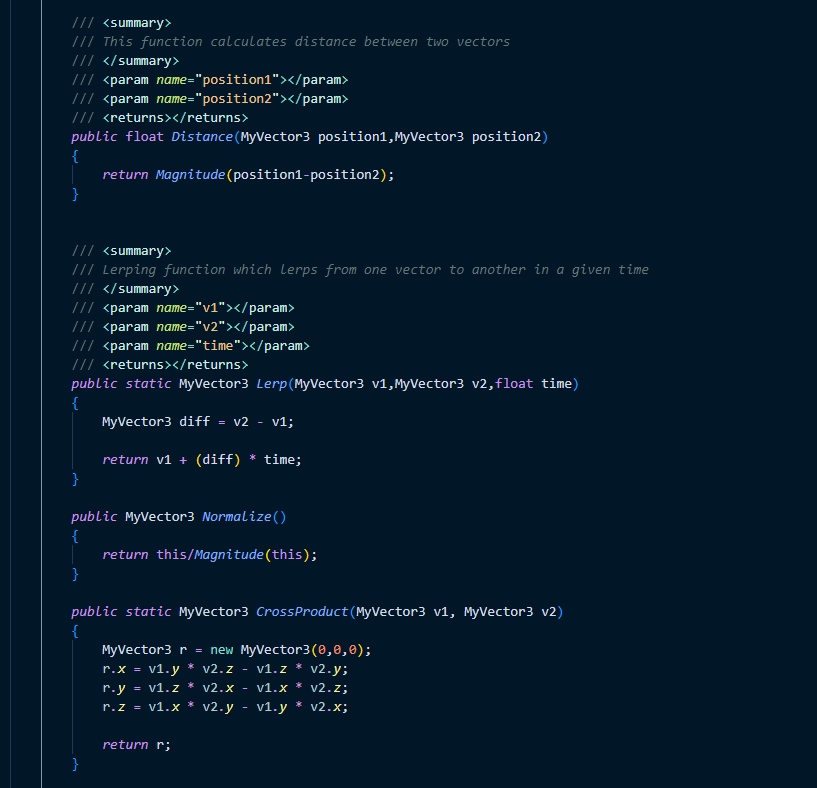 /// <summary>
/// This function calculates distance between two vectors
/// </summary>
/// <param name="position1"></param>
/// <param name="position2"></param>
/// <returns></returns>
public float Distance(MyVector3 position1,MyVector3 position2)
{
    return Magnitude(position1-position2);
}
/// <summary>
/// Lerping function which lerps from one vector to another in a given time
/// </summary>
/// <param name="v1"></param>
/// <param name="v2"></param>
/// <param name="time"></param>
/// <returns></returns>
public static MyVector3 Lerp(MyVector3 v1,MyVector3 v2,float time)
{
    MyVector3 diff = v2 - v1;
    return v1 + (diff) * time;
}
public MyVector3 Normalize()
{
    return this/Magnitude(this);
}
public static MyVector3 CrossProduct(MyVector3 v1, MyVector3 v2)
{
    MyVector3 r = new MyVector3(0,0,0);
    r.x = v1.y * v2.z - v1.z * v2.y;
    r.y = v1.z * v2.x - v1.x * v2.z;
    r.z = v1.x * v2.y - v1.y * v2.x;
    return r;
}